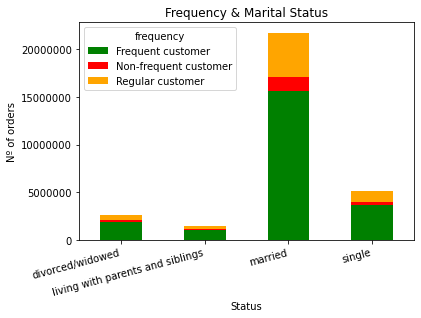 Frequency & Marital Status
frequency
Frequent customer
Non-frequent customer
Regular customer
Nº of orders
20000000
15000000
10000000
5000000
0
divorced/widowed
living with parents and siblings
married
single
Status